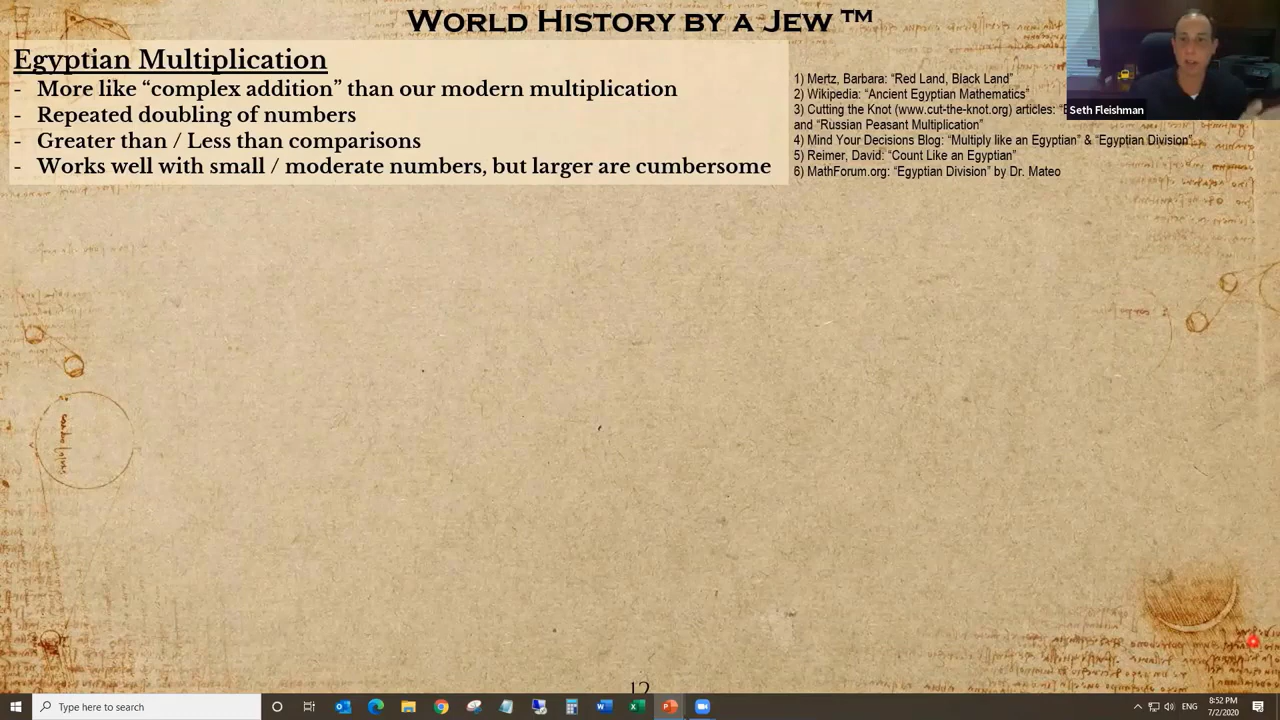 WORLD HISTORY BY A JEW ™
Egyptian Multiplication
- More like “complex addition” than our modern multiplication
- Repeated doubling of numbers
- Greater than / Less than comparisons
- Works well with small / moderate numbers, but larger are cumbersome
1) Mertz, Barbara: “Red Land, Black Land”
2) Wikipedia: “Ancient Egyptian Mathematics”
3) Cutting the Knot (www.cut-the-knot.org) articles:
and “Russian Peasant Multiplication”
4) Mind Your Decisions Blog: “Multiply like an Egyptian” & “Egyptian Division”
5) Reimer, David: “Count Like an Egyptian”
6) MathForum.org: “Egyptian Division” by Dr. Mateo
Seth Fleishman
12
Type here to search
ENG
8:52 PM
7/2/2020